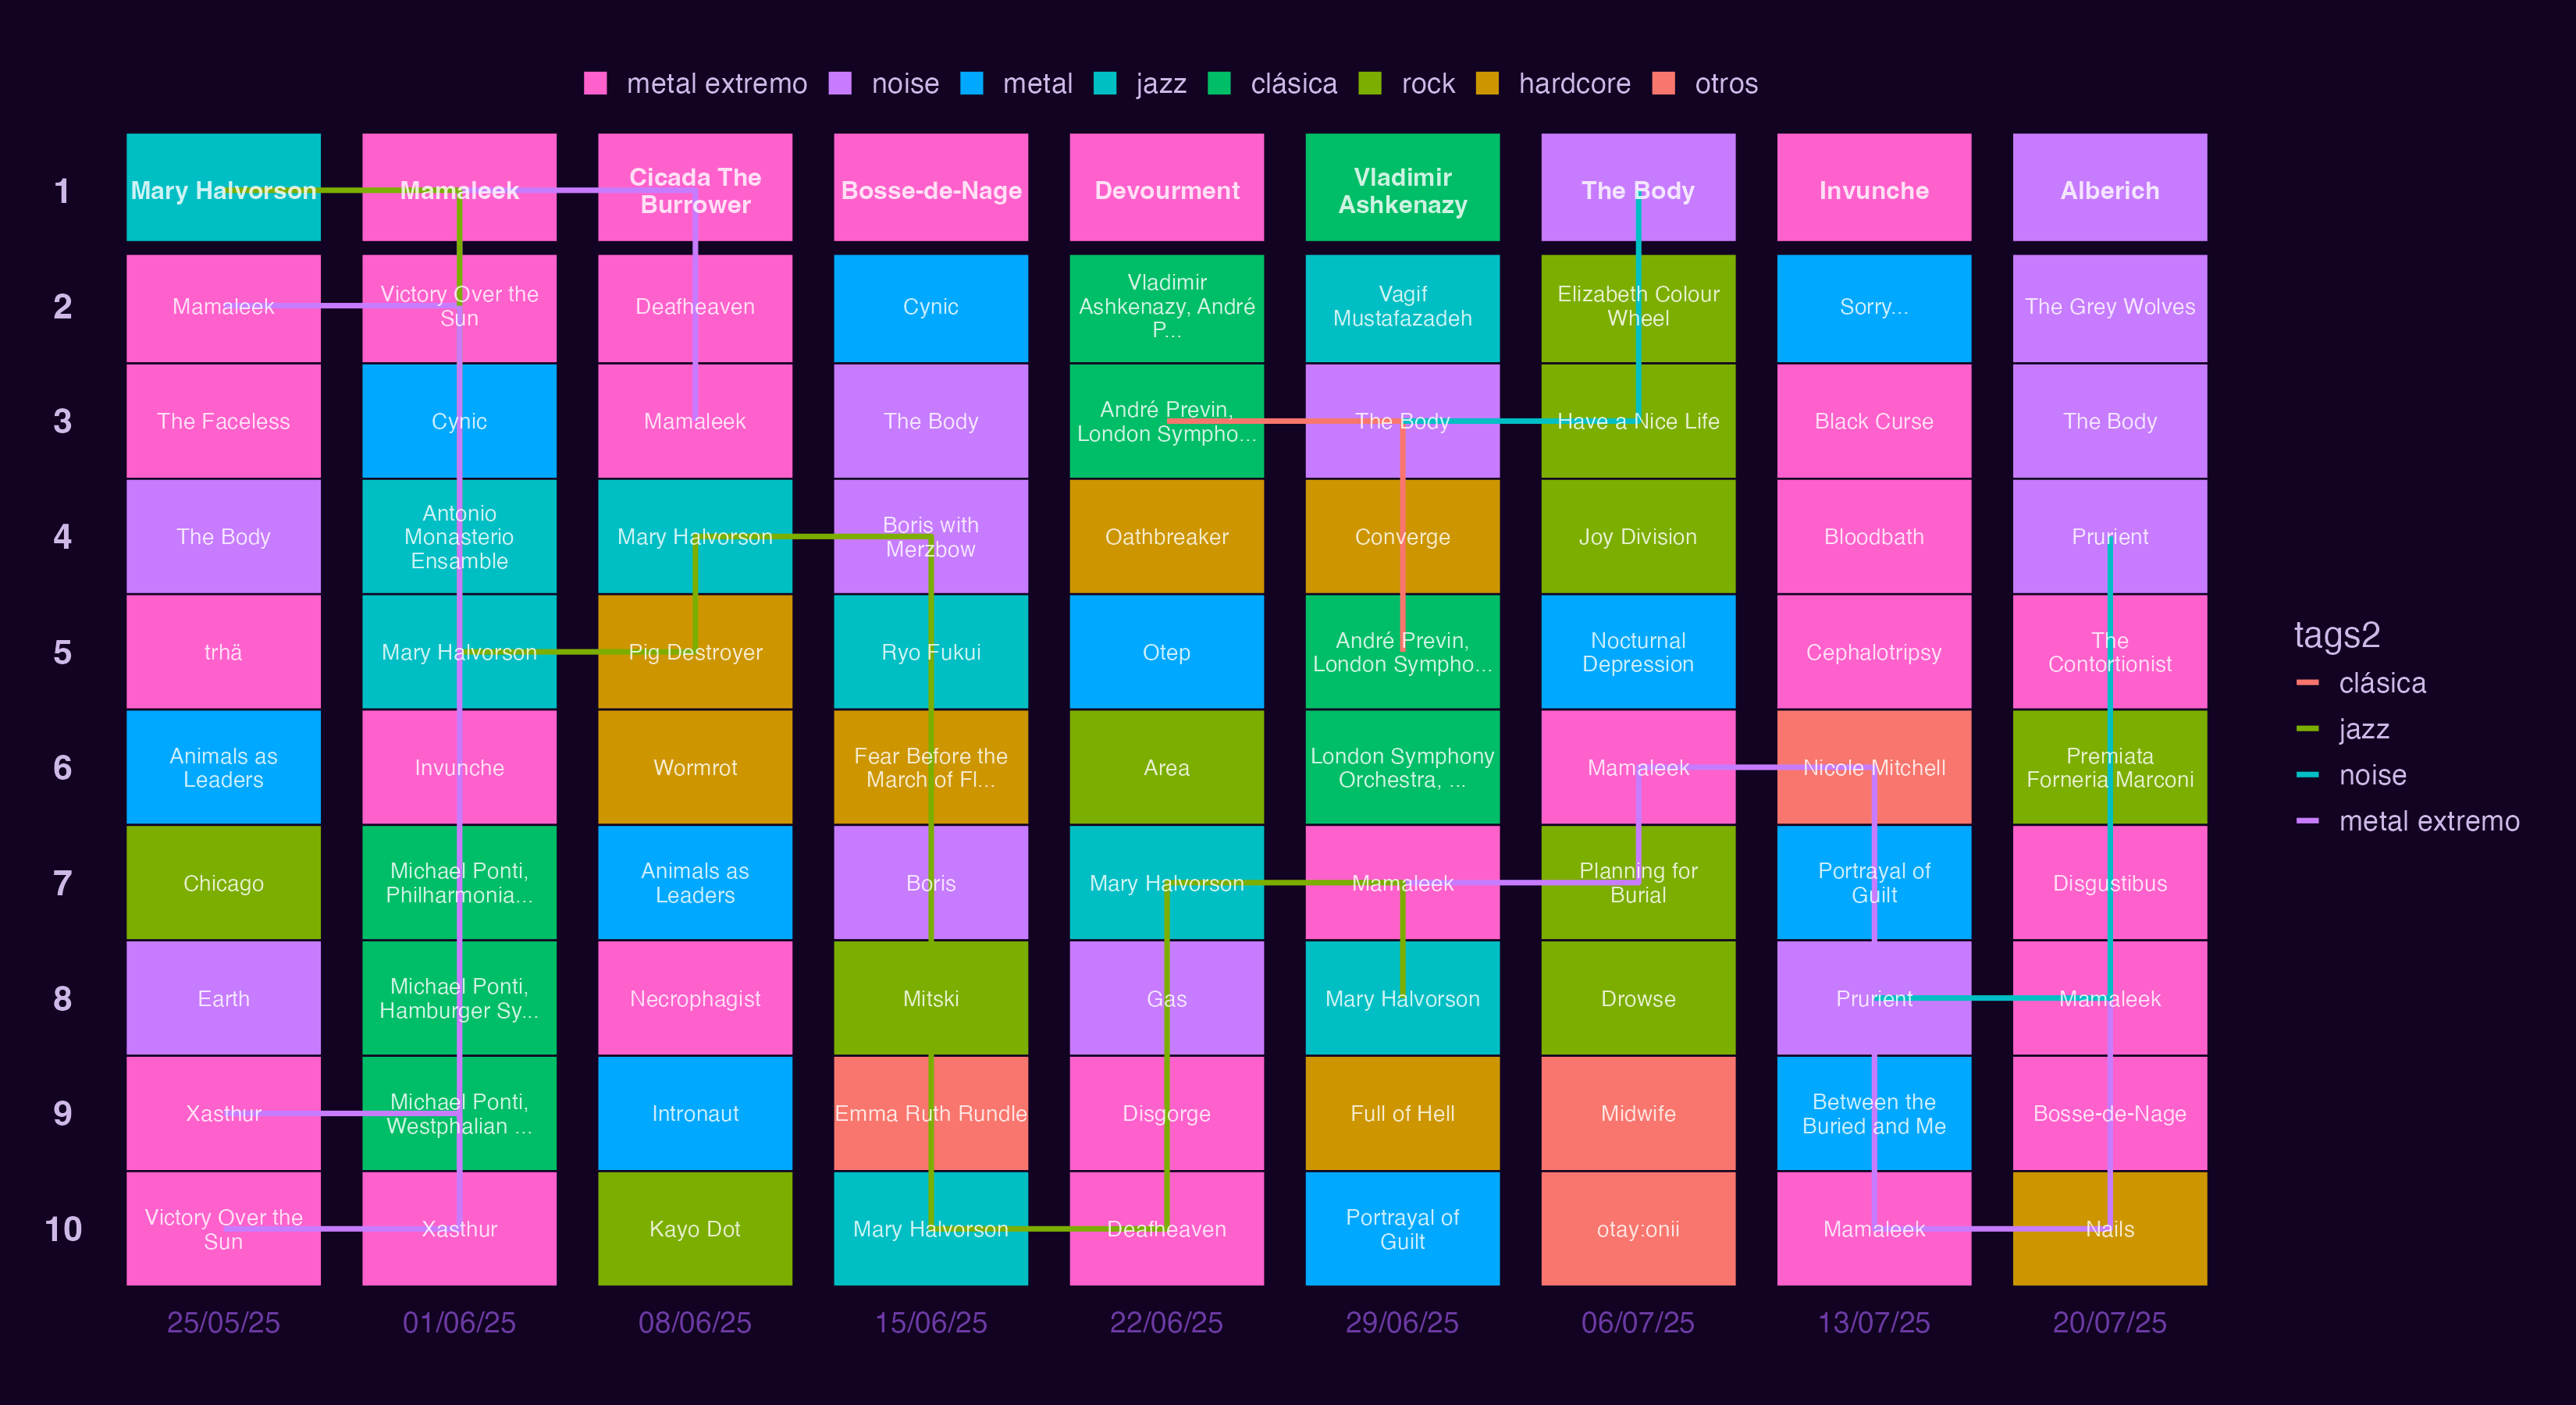 metal extremo noise metal jazz clásica rock hardcore otros
1
Mary Halvorson
Mamaleek
Cicada The
Burrower
Bosse-de-Nage
Devourment
Vladimir
Ashkenazy
The Body
Invunche
Alberich
2
Mamaleek
Victory Over the
Sun
Deafheaven
Cynic
Vladimir
Ashkenazy, André
P...
Vagif
Mustafazadeh
Elizabeth Colour
Wheel
Sorry...
The Grey Wolves
3
The Faceless
Cynic
Mamaleek
The Body
André Previn,
London Sympho...
The Body
Have a Nice Life
Black Curse
The Body
4
The Body
Antonio
Monasterio
Ensamble
Mary Halvorson
Boris with
Merzbow
Oathbreaker
Converge
Joy Division
Bloodbath
Prurient
5
trhä
Mary Halvorson
Pig Destroyer
Ryo Fukui
Otep
André Previn,
London Sympho...
Nocturnal
Depression
Cephalotripsy
The
Contortionist
6
Animals as
Leaders
Invunche
Wormrot
Fear Before the
March of Fl...
Area
London Symphony
Orchestra, ...
Mamaleek
Nicole Mitchell
Premiata
Forneria Marconi
7
Chicago
Michael Ponti,
Philharmonia...
Animals as
Leaders
Boris
Mary Halvorson
Mamaleek
Planning for
Burial
Portrayal of
Guilt
Disgustibus
8
Earth
Michael Ponti,
Hamburger Sy...
Necrophagist
Mitski
Gas
Mary Halvorson
Drowse
Prurient
Mamaleek
9
Xasthur
Michael Ponti,
Westphalian ...
Intronaut
Emma Ruth Rundle
Disgorge
Full of Hell
Midwife
Between the
Buried and Me
Bosse-de-Nage
10
Victory Over the
Sun
Xasthur
Kayo Dot
Mary Halvorson
Deafheaven
Portrayal of
Guilt
otay:onii
Mamaleek
Nails
25/05/25 01/06/25 08/06/25 15/06/25 22/06/25 29/06/25 06/07/25 13/07/25 20/07/25
tags2
clásica
jazz
noise
metal extremo